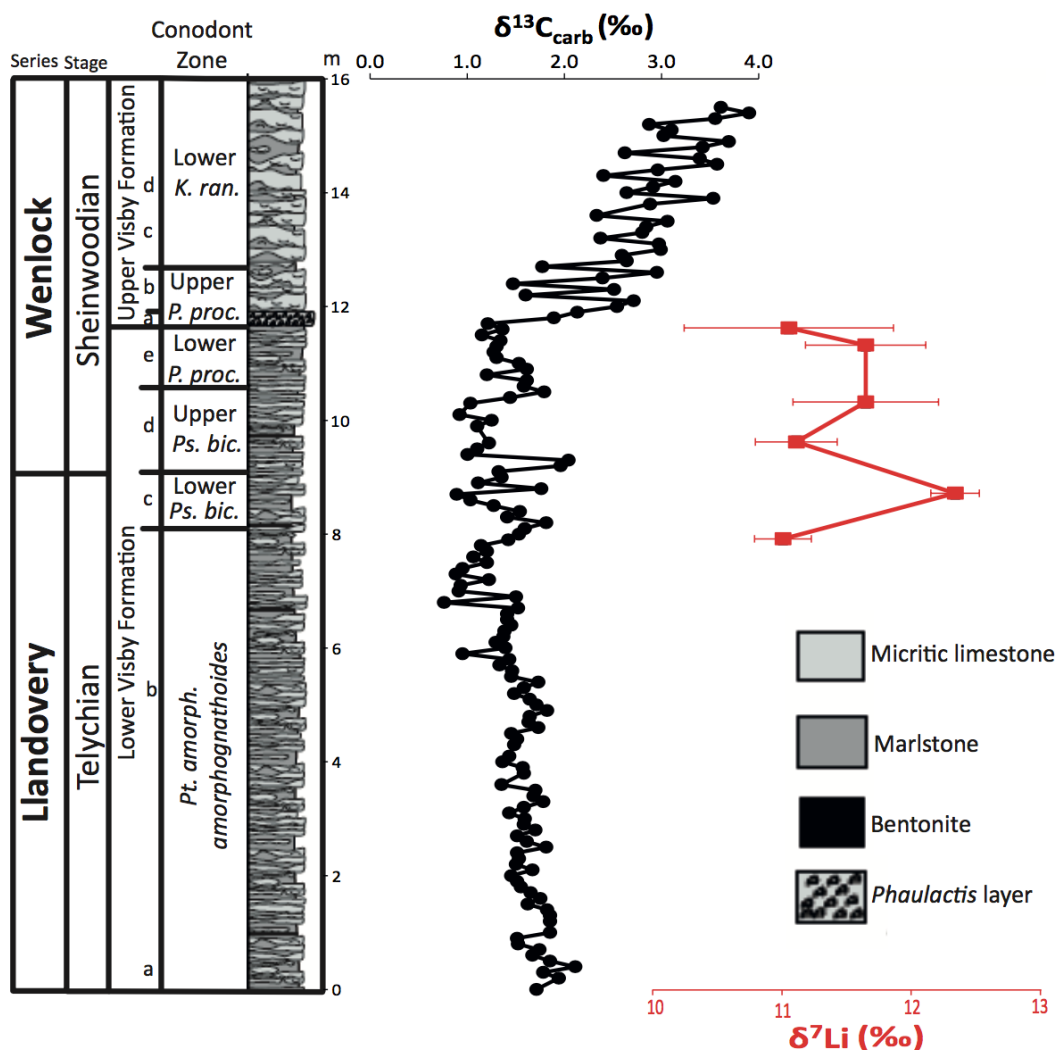 Conodont
Series Stage Zone m
δ¹³C_carb (‰)
0.0 1.0 2.0 3.0 4.0
16
14
12
10
8
6
4
2
0
Wenlock
Llandovery
Sheinwoodian
Telychian
Upper Visby Formation
Lower Visby Formation
d
c
b
a
e
d
c
b
a
Lower
K. ran.
Upper
P. proc.
Lower
P. proc.
Upper
Ps. bic.
Lower
Ps. bic.
Pt. amorph.
amorphognathoides
Micritic limestone
Marlstone
Bentonite
Phaulactis layer
10 11 12 13
δ⁷Li (‰)